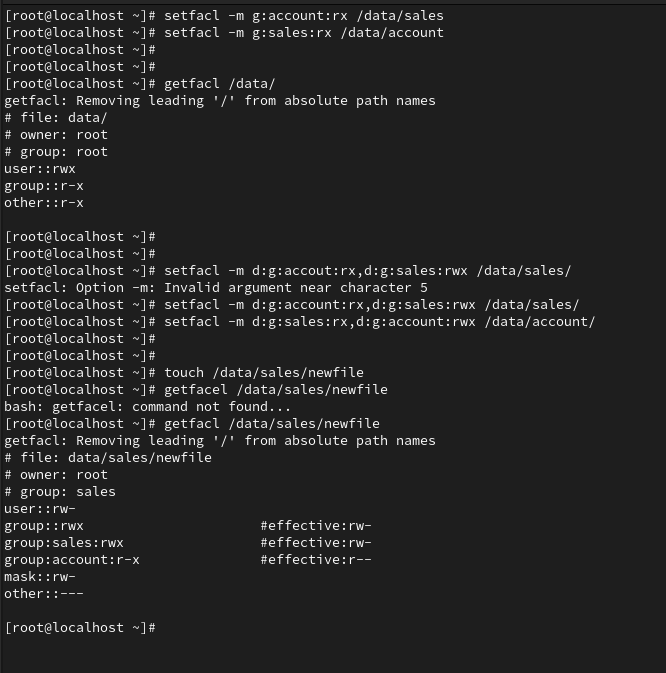 [root@localhost ~]# setfacl -m g:account:rx /data/sales
[root@localhost ~]# setfacl -m g:sales:rx /data/account
[root@localhost ~]#
[root@localhost ~]#
[root@localhost ~]# getfacl /data/
getfacl: Removing leading '/' from absolute path names
# file: data/
# owner: root
# group: root
user::rwx
group::r-x
other::r-x

[root@localhost ~]#
[root@localhost ~]#
[root@localhost ~]# setfacl -m d:g:accout:rx,d:g:sales:rwx /data/sales/
setfacl: Option -m: Invalid argument near character 5
[root@localhost ~]# setfacl -m d:g:account:rx,d:g:sales:rwx /data/sales/
[root@localhost ~]# setfacl -m d:g:sales:rx,d:g:account:rwx /data/account/
[root@localhost ~]#
[root@localhost ~]#
[root@localhost ~]# touch /data/sales/newfile
[root@localhost ~]# getfacel /data/sales/newfile
bash: getfacel: command not found...
[root@localhost ~]# getfacl /data/sales/newfile
getfacl: Removing leading '/' from absolute path names
# file: data/sales/newfile
# owner: root
# group: sales
user::rw-
group::rwx                      #effective:rw-
group:sales:rwx                 #effective:rw-
group:account:r-x               #effective:r--
mask::rw-
other::---

[root@localhost ~]#